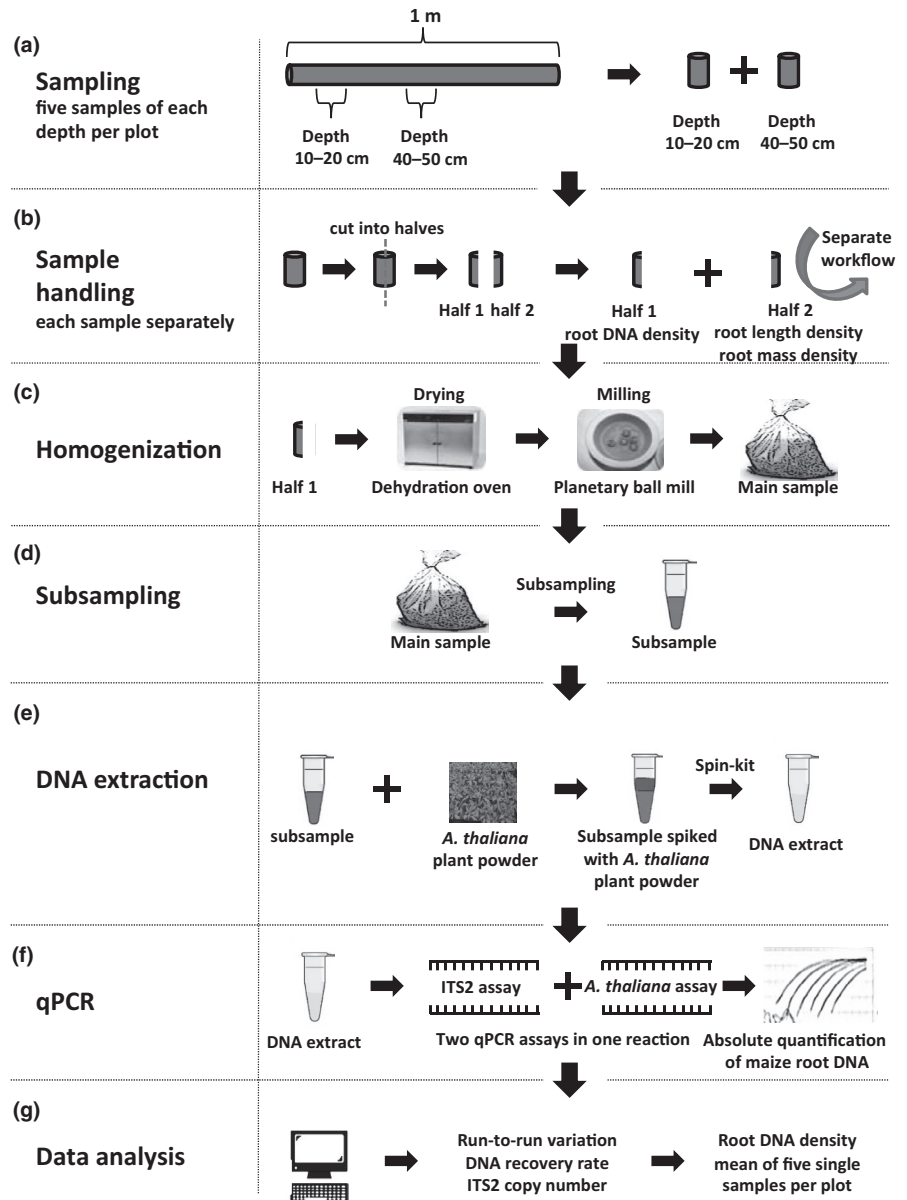 (a)
Sampling
five samples of each
depth per plot
1 m
Depth
10–20 cm
Depth
40–50 cm
Depth
10–20 cm
Depth
40–50 cm
(b)
Sample
handling
each sample separately
cut into halves
Half 1 half 2
Half 1
root DNA density
Half 2
root length density
root mass density
Separate
workflow
(c)
Homogenization
Half 1
Drying
Dehydration oven
Milling
Planetary ball mill
Main sample
(d)
Subsampling
Main sample
Subsampling
Subsample
(e)
DNA extraction
subsample
A. thaliana
plant powder
Subsample spiked
with A. thaliana
plant powder
Spin-kit
DNA extract
(f)
qPCR
DNA extract
ITS2 assay
A. thaliana assay
Two qPCR assays in one reaction
Absolute quantification
of maize root DNA
(g)
Data analysis
Run-to-run variation
DNA recovery rate
ITS2 copy number
Root DNA density
mean of five single
samples per plot